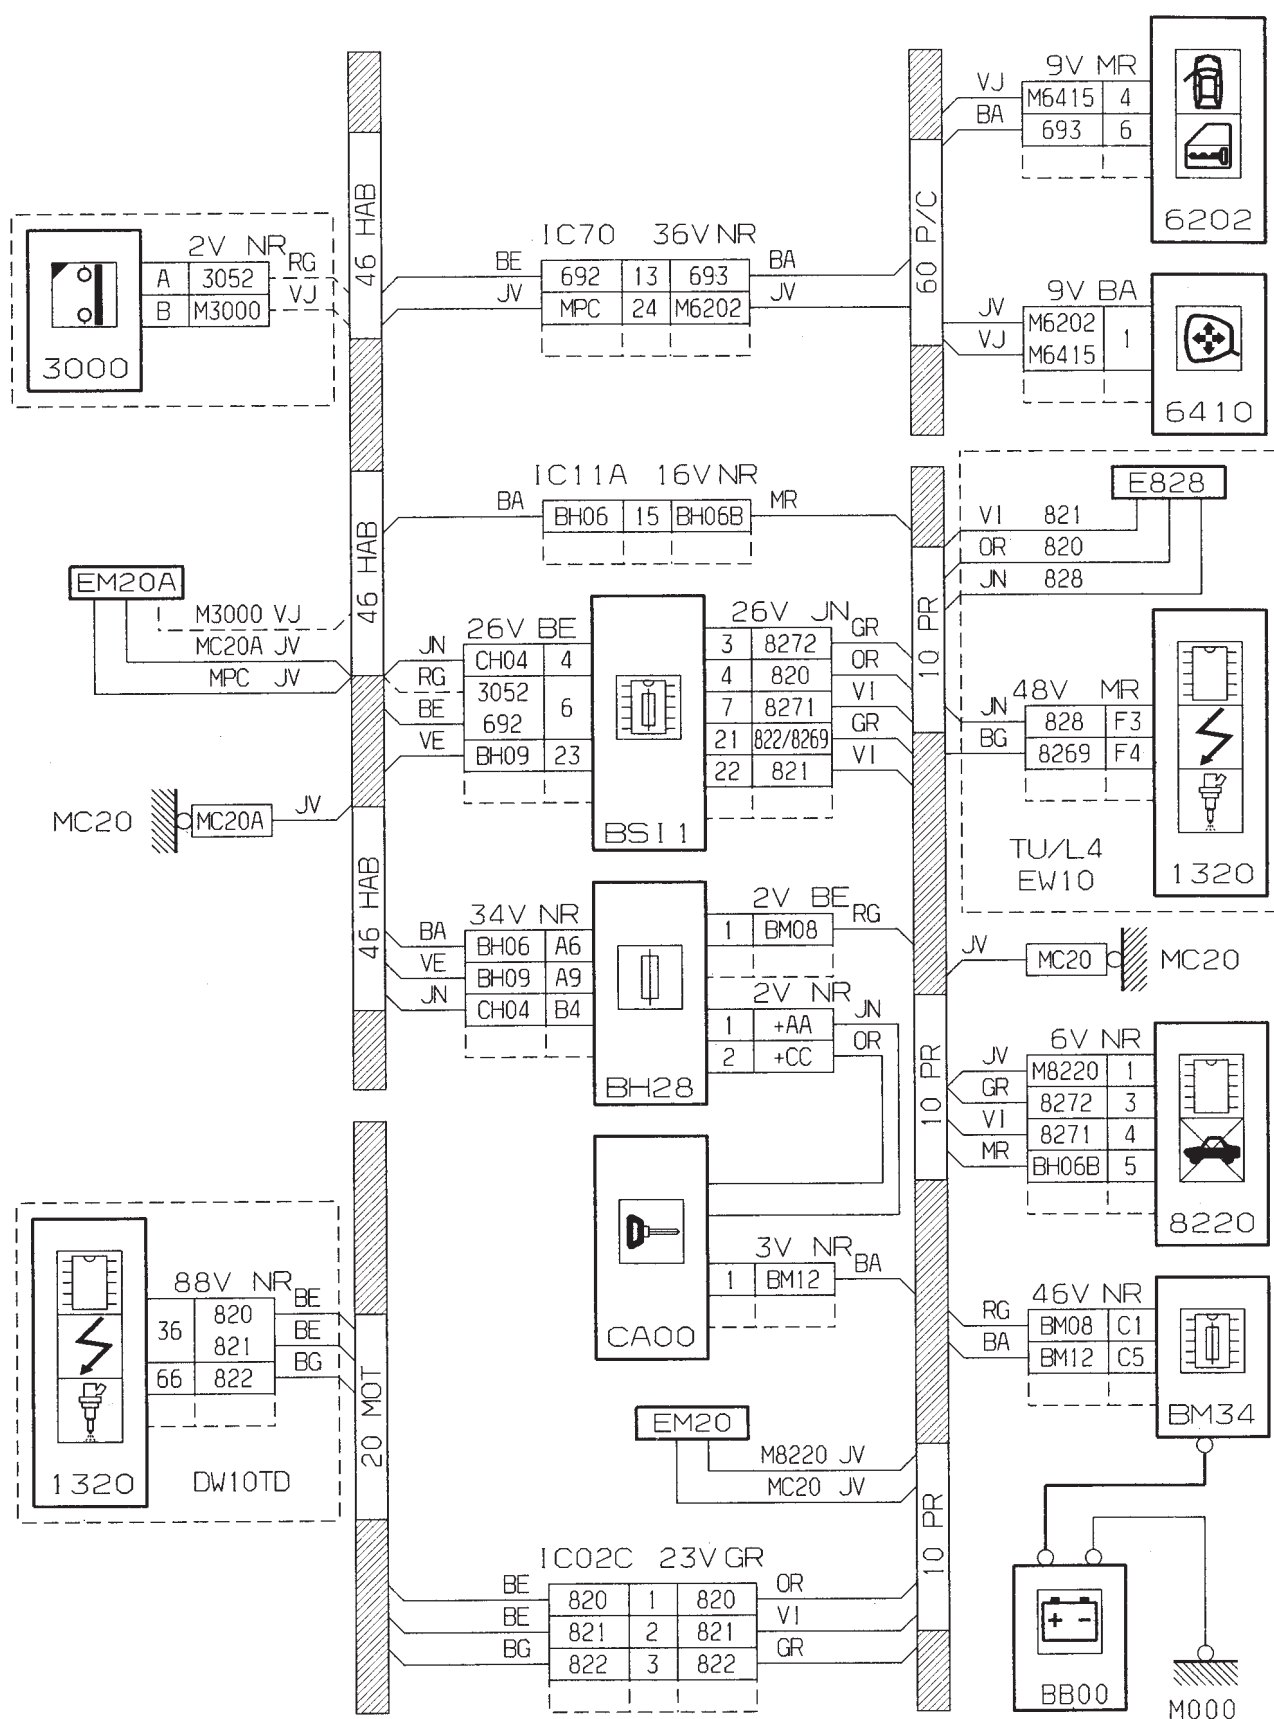 9V MR
VJ M6415 4
BA 693 6
6202
46 HAB
60 P/C
2V NR
A 3052 RG
B M3000 VJ
3000
IC70 36V NR
BE 692 13 693 BA
JV MPC 24 M6202 JV
9V BA
JV M6202
VJ M6415
1
6410
IC11A 16V NR
BA BH06 15 BH06B MR
46 HAB
10 PR
E828
VI 821
OR 820
JN 828
EM20A
M3000 VJ
MC20A JV
MPC JV
26V BE
JN CH04 4
RG 3052
BE 692
6
VE BH09 23
BSI1
26V JN
3 8272 GR
4 820 OR
7 8271 VI
21 822/8269 GR
22 821 VI
48V MR
JN 828 F3
BG 8269 F4
TU/L4
EW10
1320
MC20 MC20A JV
46 HAB
34V NR
BA BH06 A6
VE BH09 A9
JN CH04 B4
BH28
2V BE
1 BM08 RG
2V NR
1 +AA JN
2 +CC OR
JV MC20 MC20
10 PR
6V NR
JV M8220 1
GR 8272 3
VI 8271 4
MR BH06B 5
8220
CA00
3V NR
1 BM12 BA
88V NR
36
820 BE
821 BE
66 822 BG
1320
DW10TD
20 MOT
46V NR
RG BM08 C1
BA BM12 C5
BM34
EM20
M8220 JV
MC20 JV
10 PR
IC02C 23V GR
BE 820 1 820 OR
BE 821 2 821 VI
BG 822 3 822 GR
+ -
BB00
M000